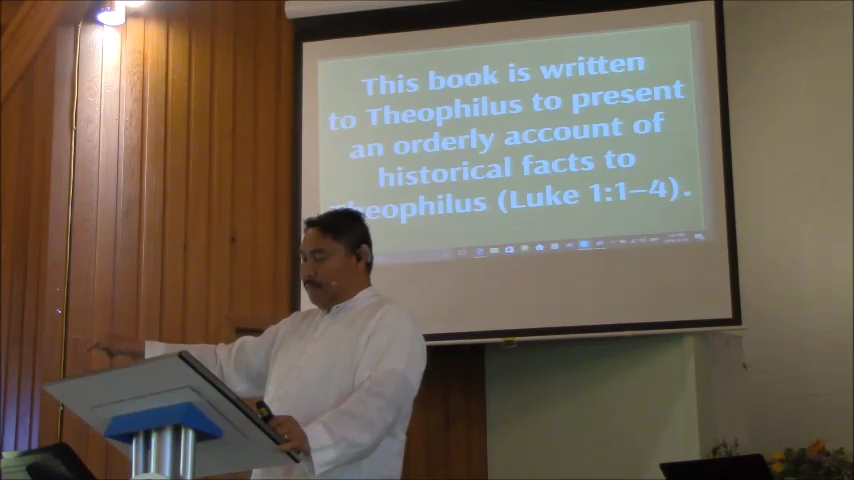 This book is written
to Theophilus to present
an orderly account of
historical facts to
Theophilus (Luke 1:1–4).